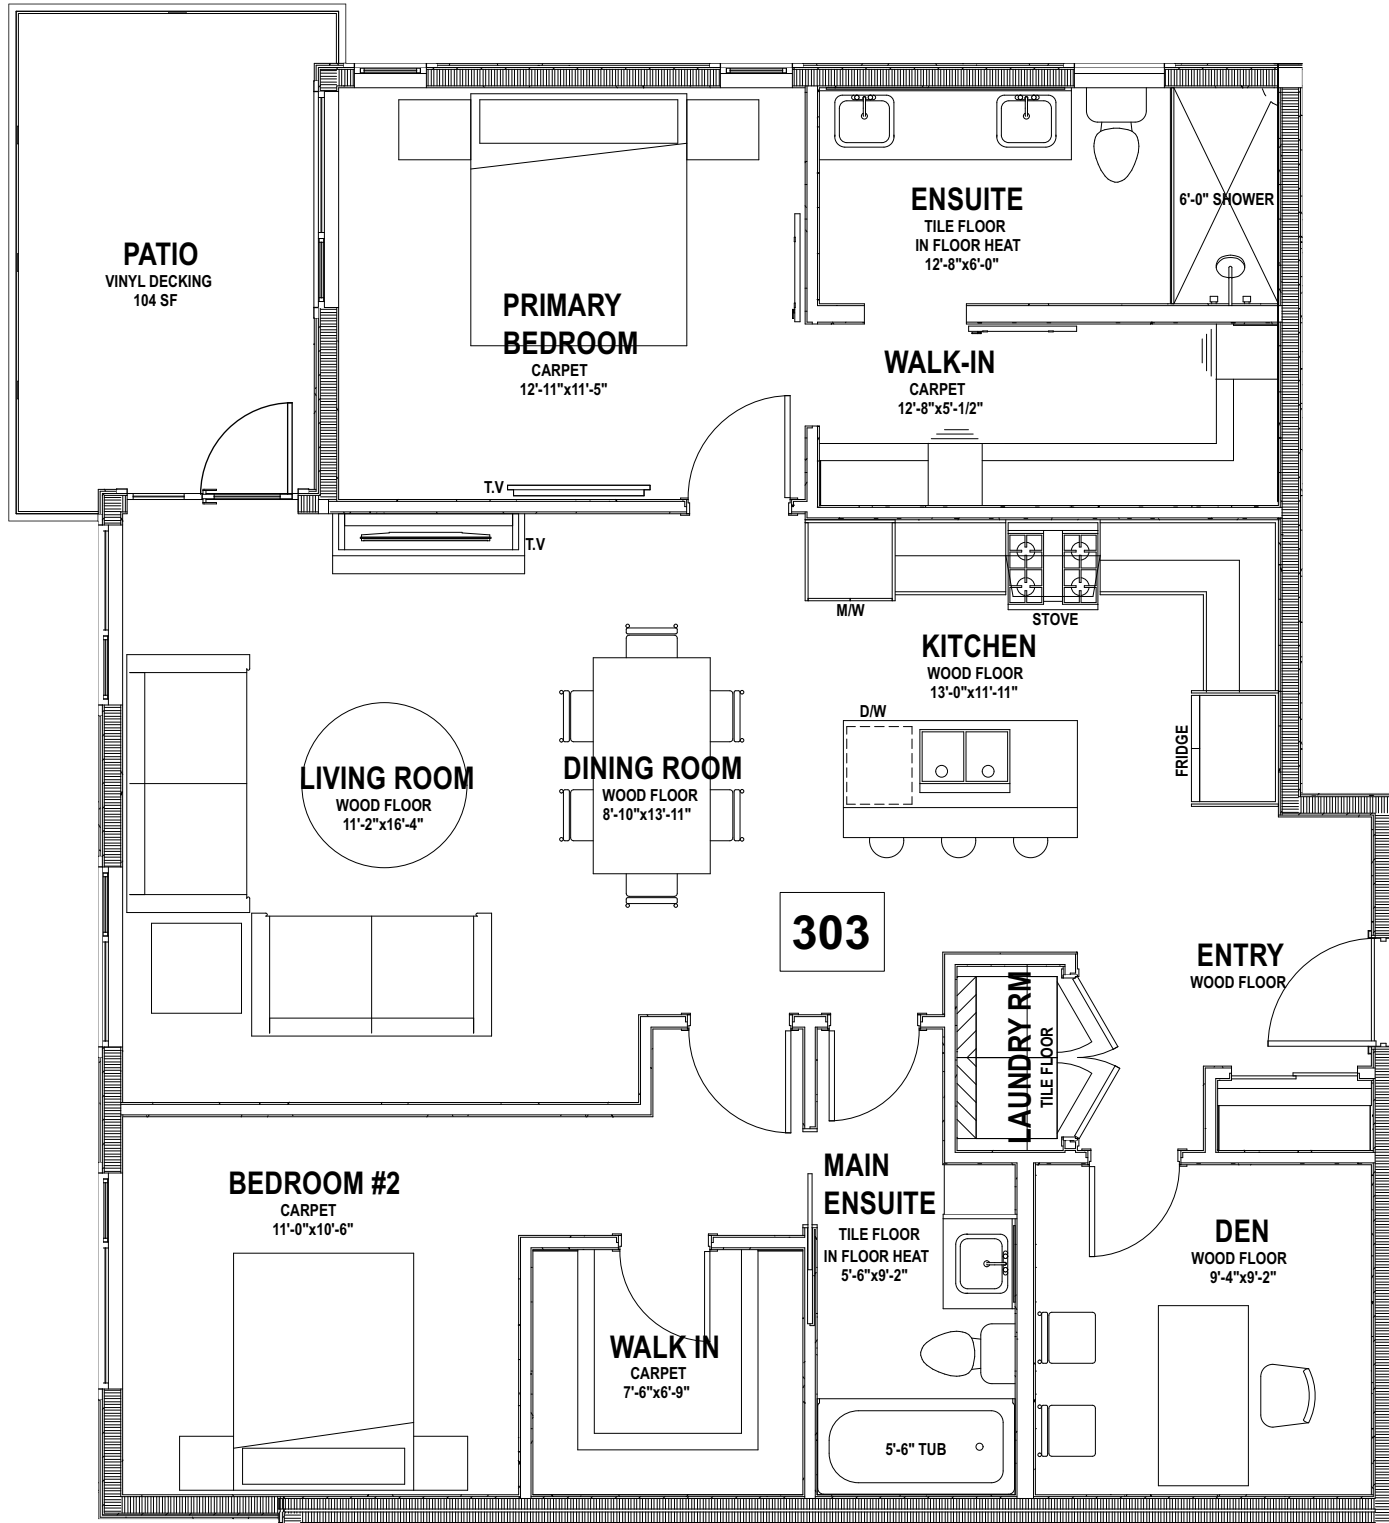 PATIO
VINYL DECKING
104 SF
PRIMARY
BEDROOM
CARPET
12'-11"x11'-5"
ENSUITE
TILE FLOOR
IN FLOOR HEAT
12'-8"x6'-0"
6'-0" SHOWER
WALK-IN
CARPET
12'-8"x5'-1/2"
T.V
T.V
M/W
STOVE
KITCHEN
WOOD FLOOR
13'-0"x11'-11"
D/W
FRIDGE
LIVING ROOM
WOOD FLOOR
11'-2"x16'-4"
DINING ROOM
WOOD FLOOR
8'-10"x13'-11"
303
ENTRY
WOOD FLOOR
LAUNDRY RM
TILE FLOOR
BEDROOM #2
CARPET
11'-0"x10'-6"
MAIN
ENSUITE
TILE FLOOR
IN FLOOR HEAT
5'-6"x9'-2"
DEN
WOOD FLOOR
9'-4"x9'-2"
WALK IN
CARPET
7'-6"x6'-9"
5'-6" TUB